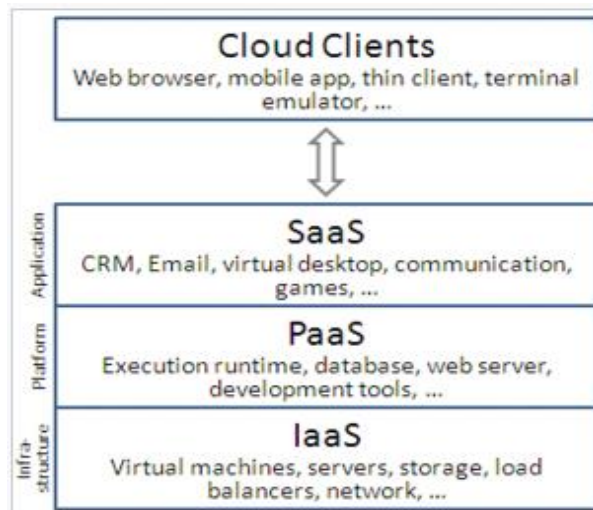 Cloud Clients
Web browser, mobile app, thin client, terminal
emulator, ...
Application
SaaS
CRM, Email, virtual desktop, communication,
games, ...
Platform
PaaS
Execution runtime, database, web server,
development tools, ...
Infra-
structure
IaaS
Virtual machines, servers, storage, load
balancers, network, ...